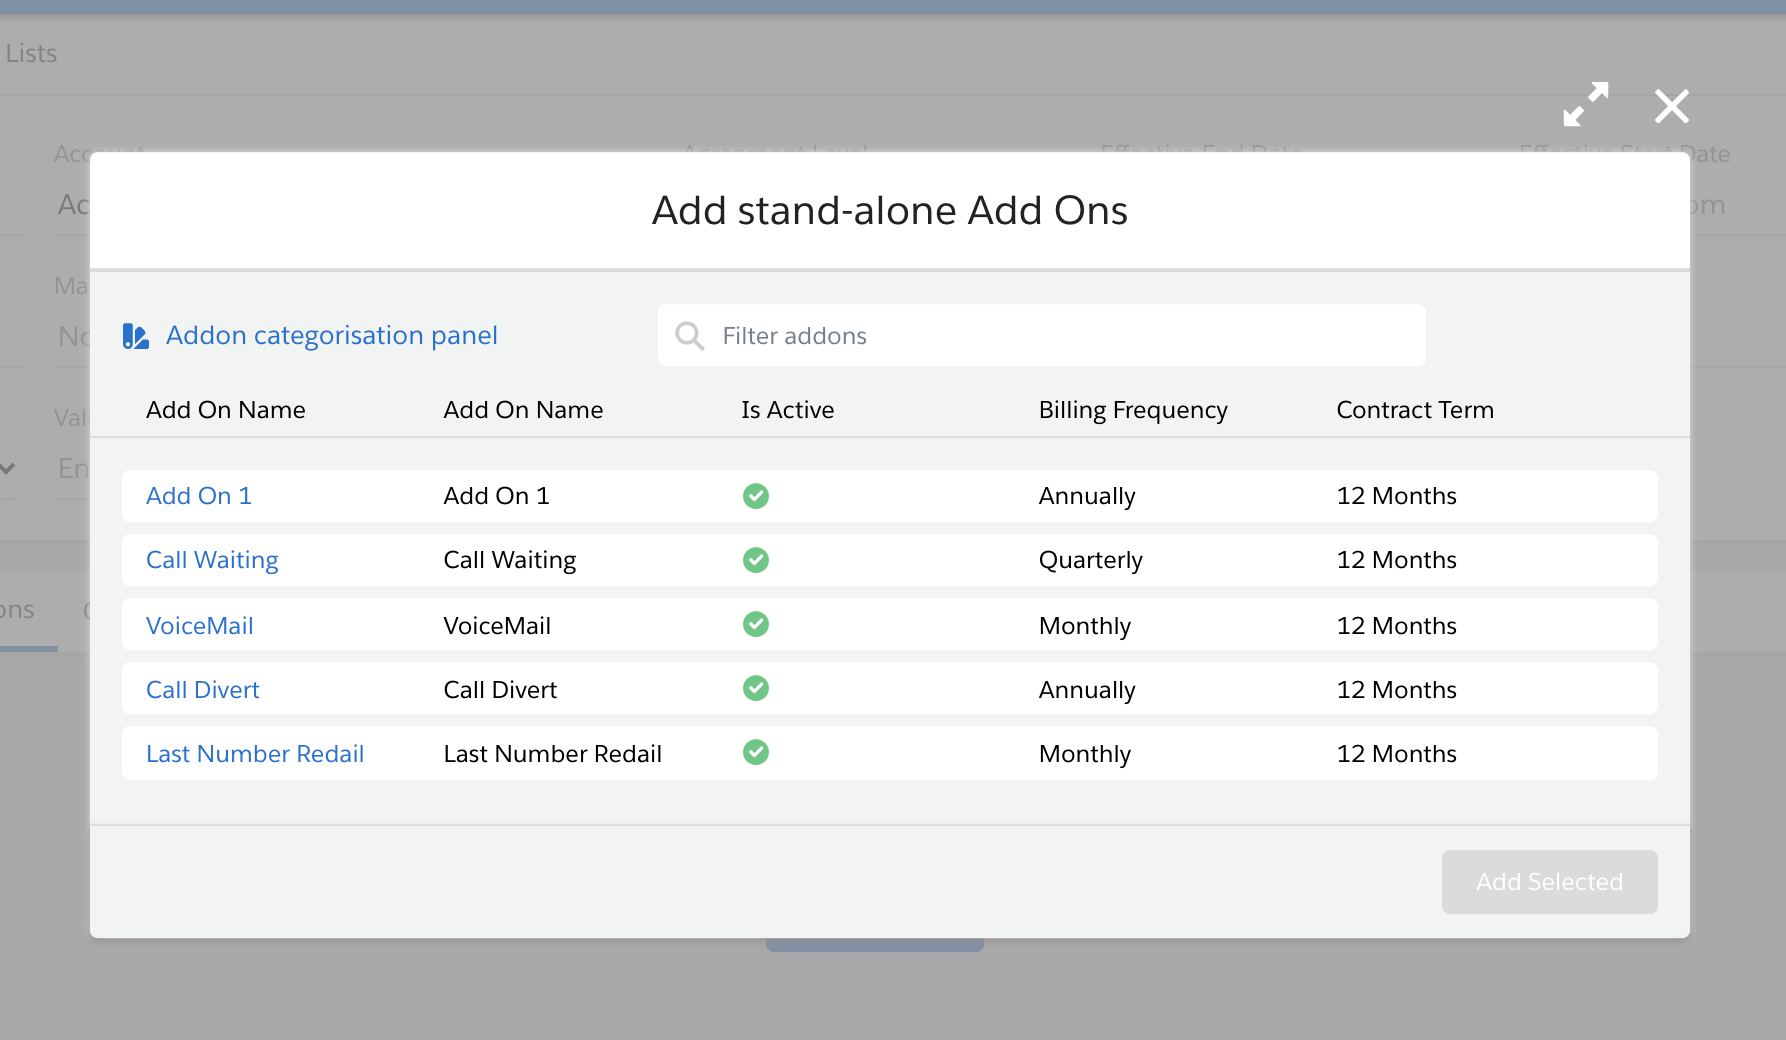 Lists
Add stand-alone Add Ons
Addon categorisation panel
Filter addons
Add On Name Add On Name Is Active Billing Frequency Contract Term
Add On 1 Add On 1 Annually 12 Months
Call Waiting Call Waiting Quarterly 12 Months
VoiceMail VoiceMail Monthly 12 Months
Call Divert Call Divert Annually 12 Months
Last Number Redail Last Number Redail Monthly 12 Months
Add Selected